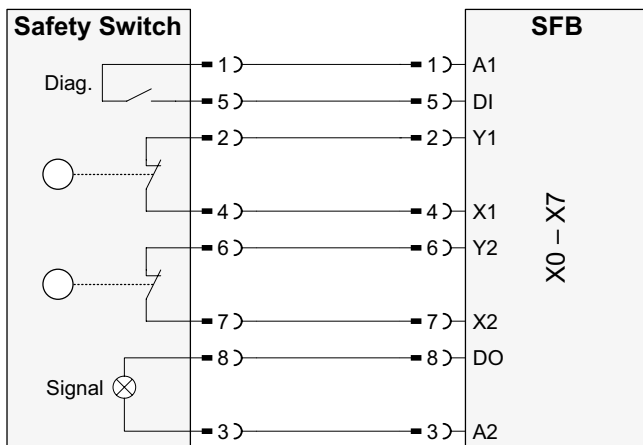 Safety Switch SFB
1 1 A1
Diag.
5 5 DI
2 2 Y1
4 4 X1
X0 – X7
6 6 Y2
7 7 X2
8 8 DO
Signal
3 3 A2